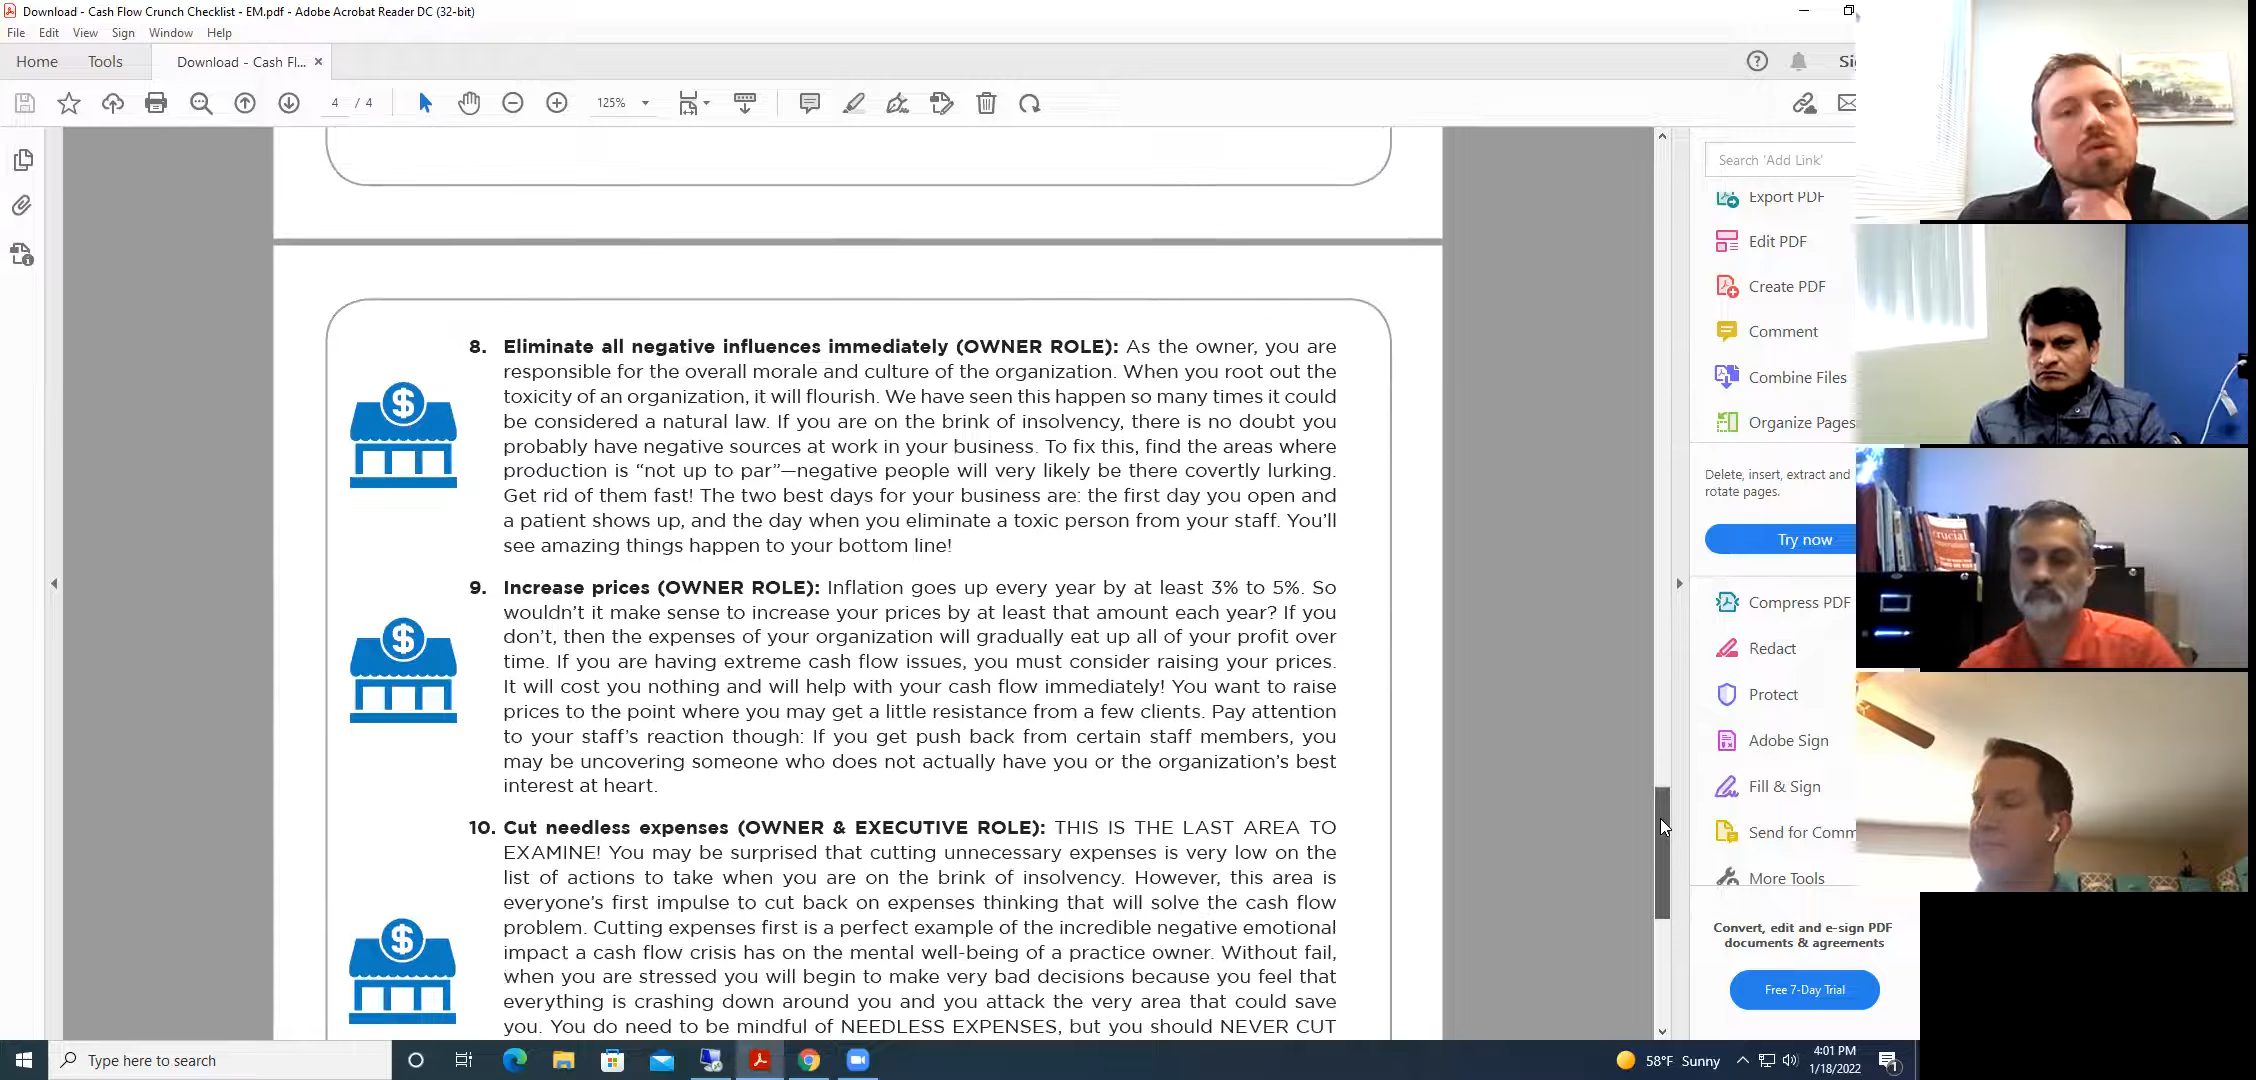 Download - Cash Flow Crunch Checklist - EM.pdf - Adobe Acrobat Reader DC (32-bit)
File Edit View Sign Window Help
Home Tools Download - Cash Fl... ×
4 / 4 125%
Search 'Add Link'
Export PDF
Edit PDF
Create PDF
Comment
Combine Files
Organize Pages
Delete, insert, extract and
rotate pages.
Try now
Compress PDF
Redact
Protect
Adobe Sign
Fill & Sign
Send for Comm
More Tools
Convert, edit and e-sign PDF
documents & agreements
Free 7-Day Trial
8. Eliminate all negative influences immediately (OWNER ROLE): As the owner, you are
responsible for the overall morale and culture of the organization. When you root out the
toxicity of an organization, it will flourish. We have seen this happen so many times it could
be considered a natural law. If you are on the brink of insolvency, there is no doubt you
probably have negative sources at work in your business. To fix this, find the areas where
production is “not up to par”—negative people will very likely be there covertly lurking.
Get rid of them fast! The two best days for your business are: the first day you open and
a patient shows up, and the day when you eliminate a toxic person from your staff. You’ll
see amazing things happen to your bottom line!
9. Increase prices (OWNER ROLE): Inflation goes up every year by at least 3% to 5%. So
wouldn’t it make sense to increase your prices by at least that amount each year? If you
don’t, then the expenses of your organization will gradually eat up all of your profit over
time. If you are having extreme cash flow issues, you must consider raising your prices.
It will cost you nothing and will help with your cash flow immediately! You want to raise
prices to the point where you may get a little resistance from a few clients. Pay attention
to your staff’s reaction though: If you get push back from certain staff members, you
may be uncovering someone who does not actually have you or the organization’s best
interest at heart.
10. Cut needless expenses (OWNER & EXECUTIVE ROLE): THIS IS THE LAST AREA TO
EXAMINE! You may be surprised that cutting unnecessary expenses is very low on the
list of actions to take when you are on the brink of insolvency. However, this area is
everyone’s first impulse to cut back on expenses thinking that will solve the cash flow
problem. Cutting expenses first is a perfect example of the incredible negative emotional
impact a cash flow crisis has on the mental well-being of a practice owner. Without fail,
when you are stressed you will begin to make very bad decisions because you feel that
everything is crashing down around you and you attack the very area that could save
you. You do need to be mindful of NEEDLESS EXPENSES, but you should NEVER CUT
$
$
$
crucial
Type here to search
58°F Sunny
4:01 PM
1/18/2022
1